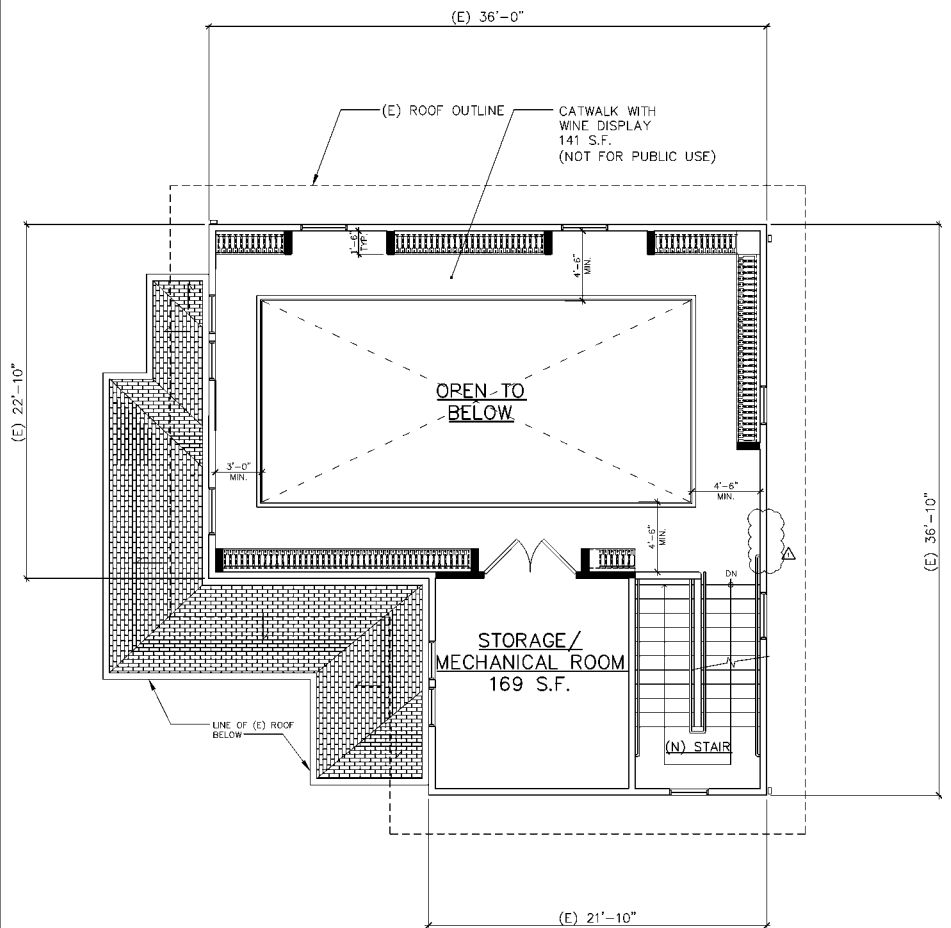 (E) 36'-0"
(E) ROOF OUTLINE
CATWALK WITH
WINE DISPLAY
141 S.F.
(NOT FOR PUBLIC USE)
1'-6"
TYP.
4'-6"
MIN.
(E) 22'-10"
OPEN TO
BELOW
3'-0"
MIN.
4'-6"
MIN.
4'-6"
MIN.
1
(E) 36'-10"
DN
STORAGE/
MECHANICAL ROOM
169 S.F.
LINE OF (E) ROOF
BELOW
(N) STAIR
(E) 21'-10"